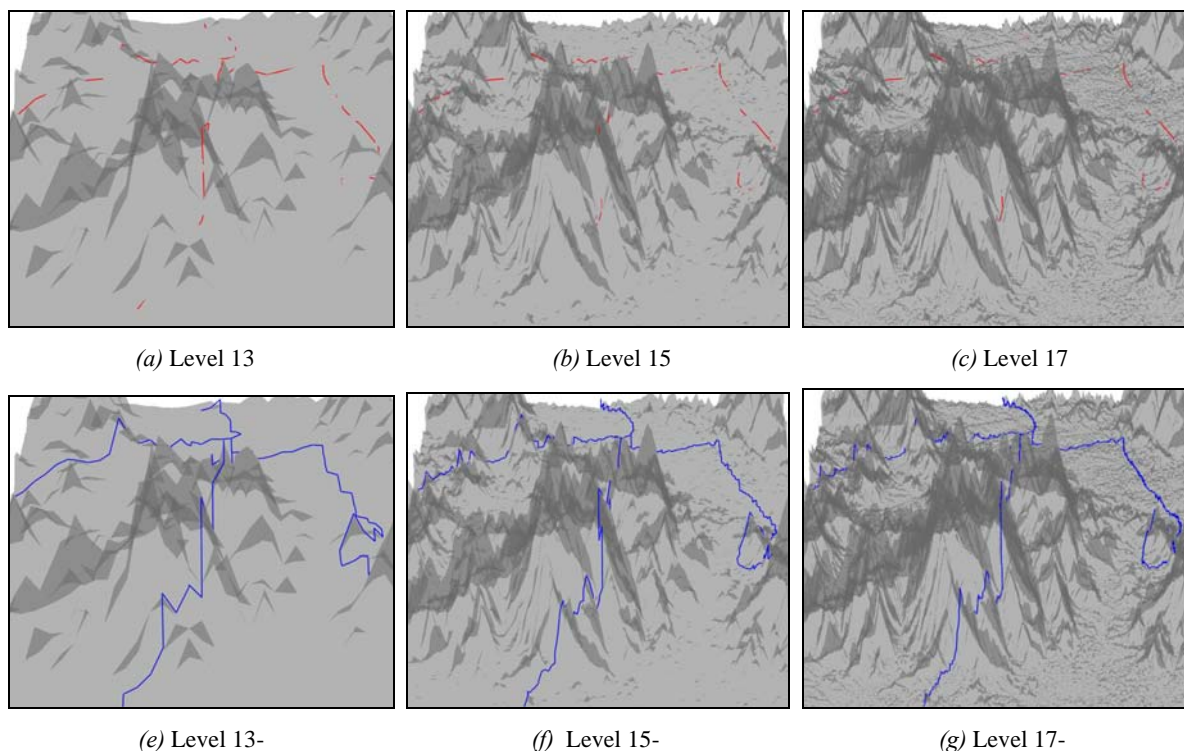 (a) Level 13
(b) Level 15
(c) Level 17
(e) Level 13-
(f) Level 15-
(g) Level 17-